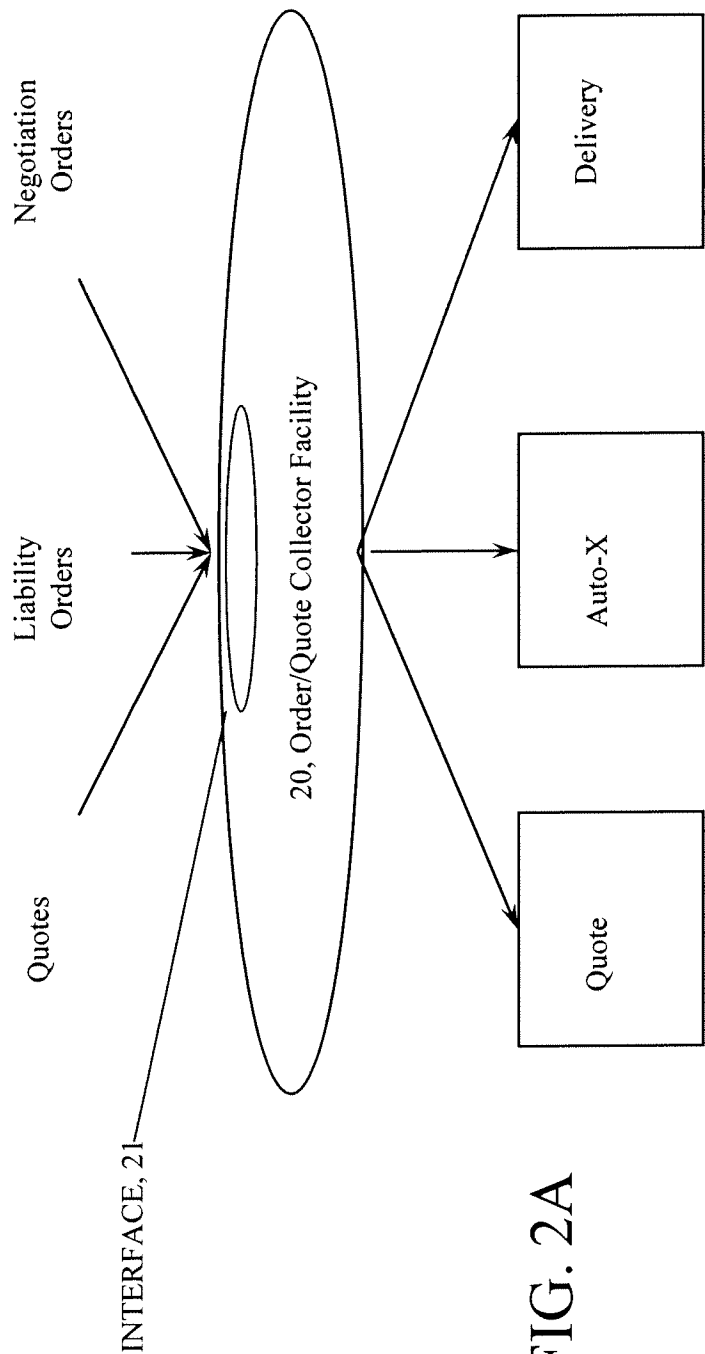 Quotes
Liability
Orders
Negotiation
Orders
INTERFACE, 21
20, Order/Quote Collector Facility
Quote
Auto-X
Delivery
FIG. 2A